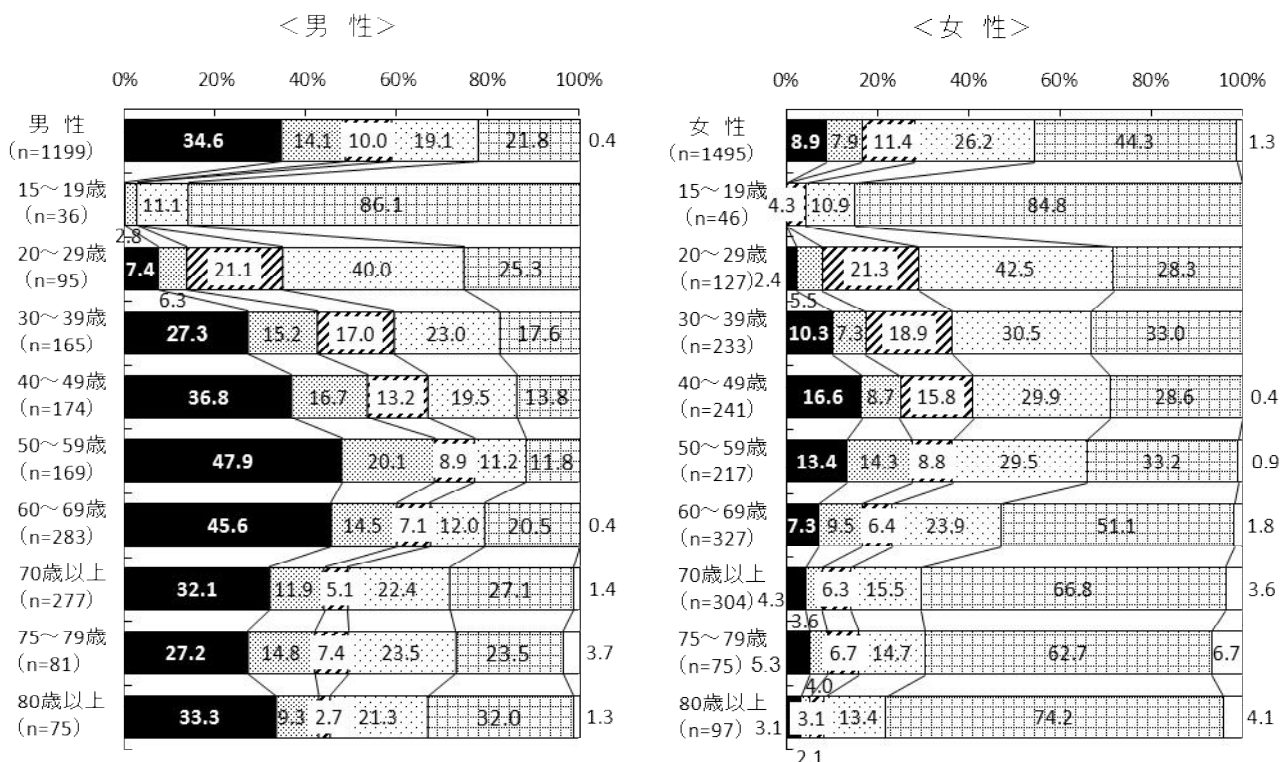 ＜男 性＞
0% 20% 40% 60% 80% 100%
男 性
(n=1199)
34.6 14.1 10.0 19.1 21.8 0.4
15～19歳
(n=36)
11.1 86.1
2.8
20～29歳
(n=95)
7.4 21.1 40.0 25.3
6.3
30～39歳
(n=165)
27.3 15.2 17.0 23.0 17.6
40～49歳
(n=174)
36.8 16.7 13.2 19.5 13.8
50～59歳
(n=169)
47.9 20.1 8.9 11.2 11.8
60～69歳
(n=283)
45.6 14.5 7.1 12.0 20.5 0.4
70歳以上
(n=277)
32.1 11.9 5.1 22.4 27.1 1.4
75～79歳
(n=81)
27.2 14.8 7.4 23.5 23.5 3.7
80歳以上
(n=75)
33.3 9.3 2.7 21.3 32.0 1.3
＜女 性＞
0% 20% 40% 60% 80% 100%
女 性
(n=1495)
8.9 7.9 11.4 26.2 44.3 1.3
15～19歳
(n=46)
4.3 10.9 84.8
20～29歳
(n=127)
2.4 21.3 42.5 28.3
5.5
30～39歳
(n=233)
10.3 7.3 18.9 30.5 33.0
40～49歳
(n=241)
16.6 8.7 15.8 29.9 28.6 0.4
50～59歳
(n=217)
13.4 14.3 8.8 29.5 33.2 0.9
60～69歳
(n=327)
7.3 9.5 6.4 23.9 51.1 1.8
70歳以上
(n=304)
4.3 6.3 15.5 66.8 3.6
3.6
75～79歳
(n=75)
5.3 6.7 14.7 62.7 6.7
4.0
80歳以上
(n=97)
3.1 3.1 13.4 74.2 4.1
2.1